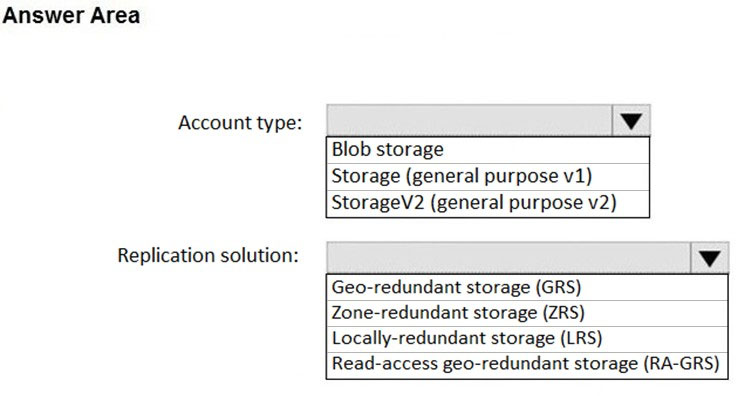 Answer Area
Account type:
Blob storage
Storage (general purpose v1)
StorageV2 (general purpose v2)
Replication solution:
Geo-redundant storage (GRS)
Zone-redundant storage (ZRS)
Locally-redundant storage (LRS)
Read-access geo-redundant storage (RA-GRS)